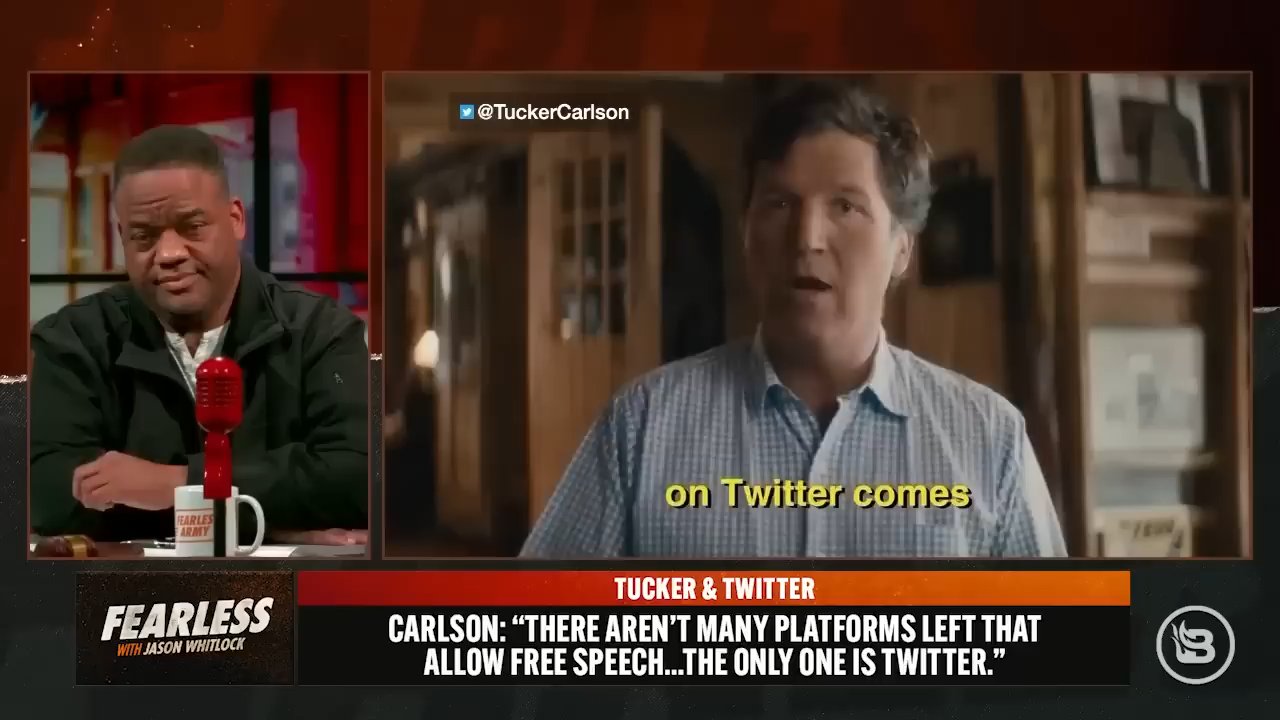 @TuckerCarlson
on Twitter comes
FEARLESS
ARMY
FEARLESS
WITH JASON WHITLOCK
TUCKER & TWITTER
CARLSON: “THERE AREN’T MANY PLATFORMS LEFT THAT
ALLOW FREE SPEECH...THE ONLY ONE IS TWITTER.”
B